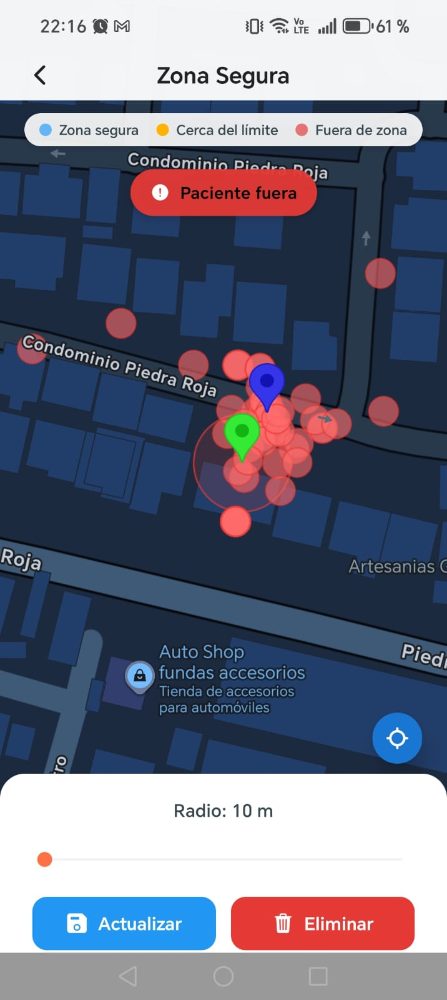 22:16 Vo LTE 61 %
Zona Segura
Zona segura Cerca del límite Fuera de zona
Condominio Piedra Roja
Paciente fuera
Condominio Piedra Roja
Roja
Artesanias
Piedr
Auto Shop
fundas accesorios
Tienda de accesorios
para automóviles
ro
Radio: 10 m
Actualizar Eliminar